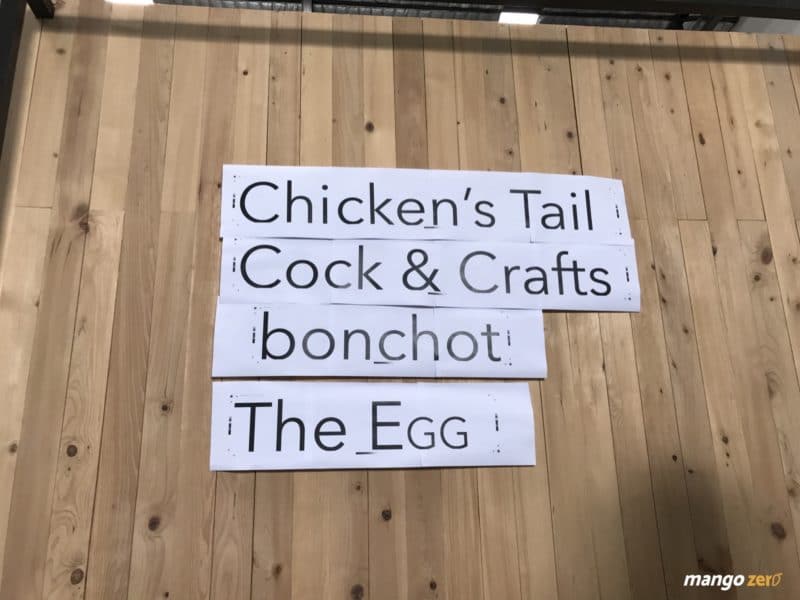 Chicken's Tail
Cock & Crafts
bonchot
The EGG
mango zero